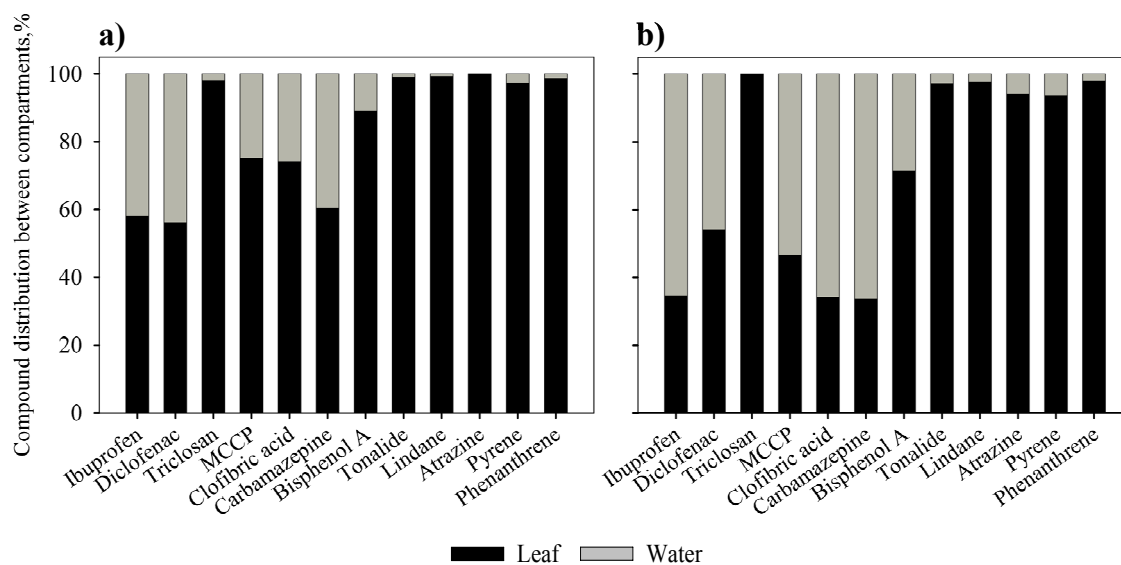 a)
b)
Compound distribution between compartments,%
100
80
60
40
20
0
Ibuprofen
Diclofenac
Triclosan
MCCP
Clofibric acid
Carbamazepine
Bisphenol A
Tonalide
Lindane
Atrazine
Pyrene
Phenanthrene
Ibuprofen
Diclofenac
Triclosan
MCCP
Clofibric acid
Carbamazepine
Bisphenol A
Tonalide
Lindane
Atrazine
Pyrene
Phenanthrene
Leaf
Water